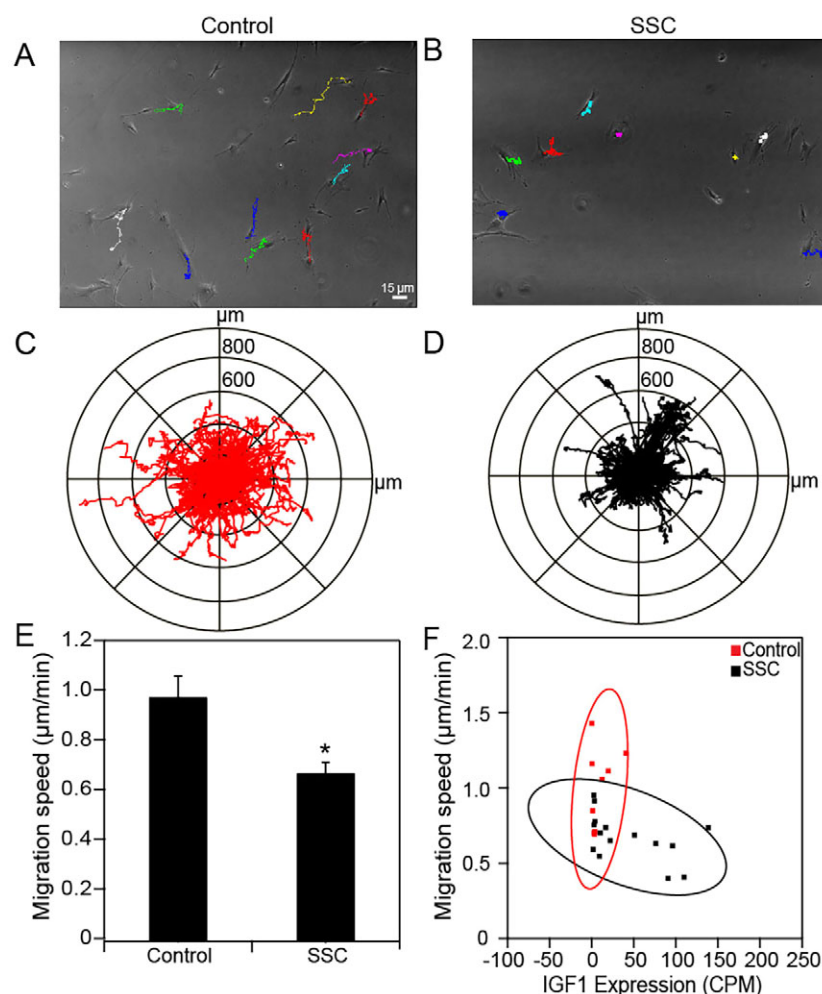 Control
SSC
A
B
15 µm
µm
µm
C
D
800
600
µm
800
600
µm
E
F
Migration speed (µm/min)
1.2
1.0
0.8
0.6
0.4
0.2
0
*
Control
SSC
Migration speed (µm/min)
2.0
1.5
1.0
0.5
0
Control
SSC
-100
-50
0
50
100
150
200
250
IGF1 Expression (CPM)